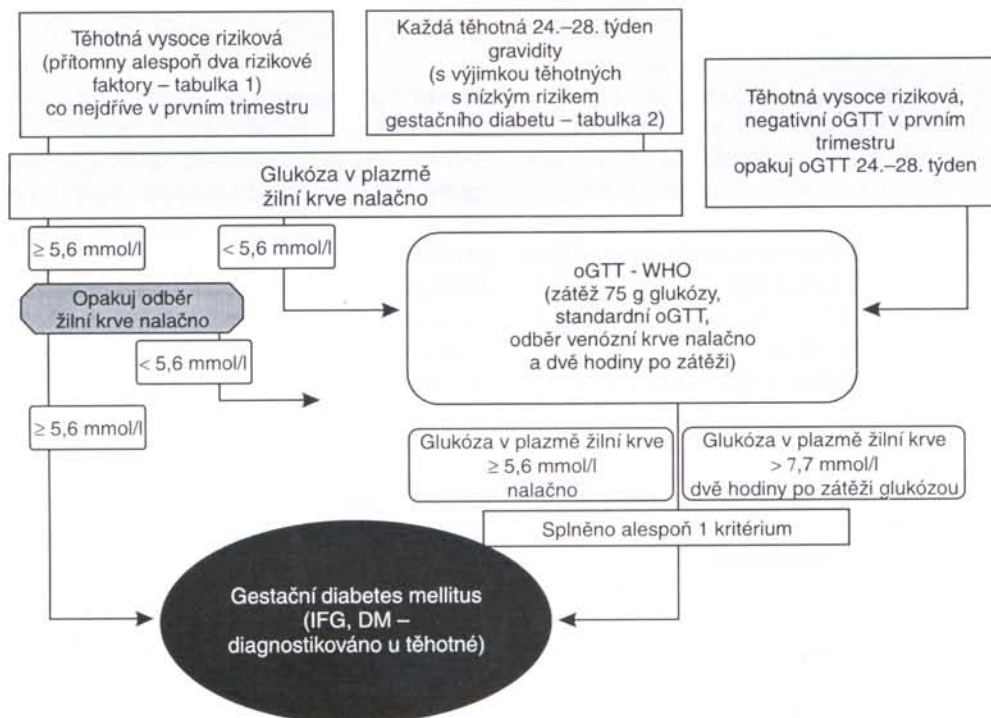 Těhotná vysoce riziková
(přítomny alespoň dva rizikové
faktory – tabulka 1)
co nejdříve v prvním trimestru
Každá těhotná 24.–28. týden
gravidity
(s výjimkou těhotných
s nízkým rizikem
gestačního diabetu – tabulka 2)
Těhotná vysoce riziková,
negativní oGTT v prvním
trimestru
opakuj oGTT 24.–28. týden
Glukóza v plazmě
žilní krve nalačno
≥ 5,6 mmol/l
< 5,6 mmol/l
Opakuj odběr
žilní krve nalačno
oGTT - WHO
(zátěž 75 g glukózy,
standardní oGTT,
odběr venózní krve nalačno
a dvě hodiny po zátěži)
< 5,6 mmol/l
≥ 5,6 mmol/l
Glukóza v plazmě žilní krve
≥ 5,6 mmol/l
nalačno
Glukóza v plazmě žilní krve
> 7,7 mmol/l
dvě hodiny po zátěži glukózou
Splněno alespoň 1 kritérium
Gestační diabetes mellitus
(IFG, DM –
diagnostikováno u těhotné)